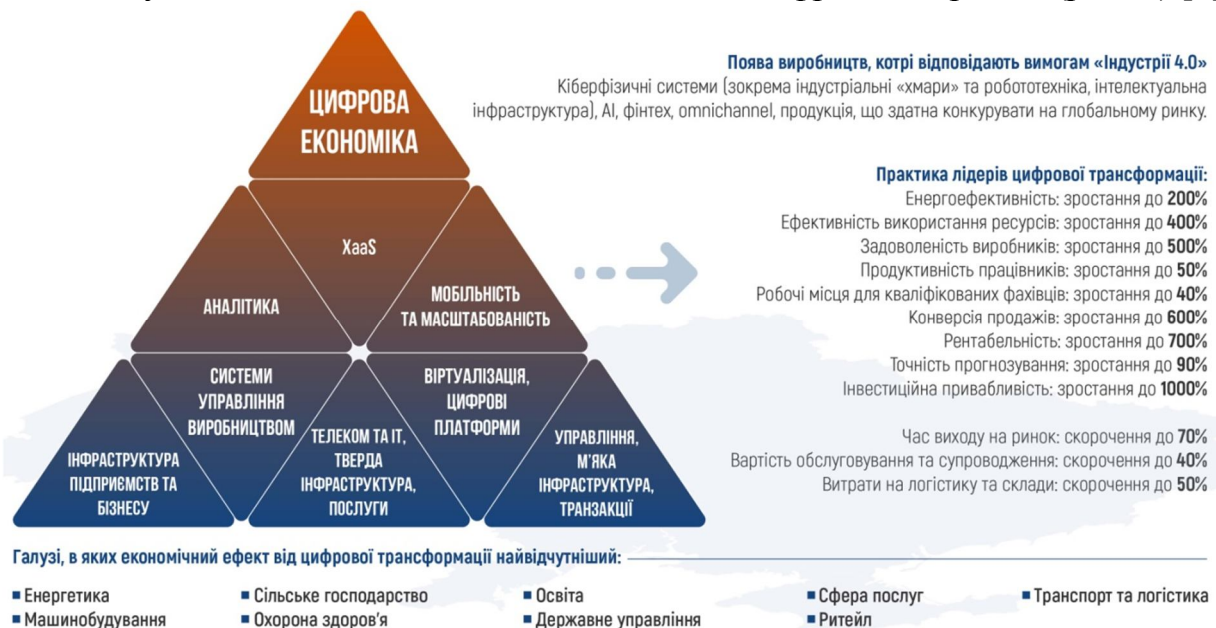 ЦИФРОВА
ЕКОНОМІКА
XaaS
АНАЛІТИКА
МОБІЛЬНІСТЬ
ТА МАСШТАБОВАНІСТЬ
СИСТЕМИ
УПРАВЛІННЯ
ВИРОБНИЦТВОМ
ВІРТУАЛІЗАЦІЯ,
ЦИФРОВІ
ПЛАТФОРМИ
ІНФРАСТРУКТУРА
ПІДПРИЄМСТВ ТА
БІЗНЕСУ
ТЕЛЕКОМ ТА ІТ,
ТВЕРДА
ІНФРАСТРУКТУРА,
ПОСЛУГИ
УПРАВЛІННЯ,
М'ЯКА
ІНФРАСТРУКТУРА,
ТРАНЗАКЦІЇ
Поява виробництв, котрі відповідають вимогам «Індустрії 4.0»
Кіберфізичні системи (зокрема індустріальні «хмари» та робототехніка, інтелектуальна
інфраструктура), AI, фінтех, omnichannel, продукція, що здатна конкурувати на глобальному ринку.
Практика лідерів цифрової трансформації:
Енергоефективність: зростання до 200%
Ефективність використання ресурсів: зростання до 400%
Задоволеність виробників: зростання до 500%
Продуктивність працівників: зростання до 50%
Робочі місця для кваліфікованих фахівців: зростання до 40%
Конверсія продажів: зростання до 600%
Рентабельність: зростання до 700%
Точність прогнозування: зростання до 90%
Інвестиційна привабливість: зростання до 1000%
Час виходу на ринок: скорочення до 70%
Вартість обслуговування та супроводження: скорочення до 40%
Витрати на логістику та склади: скорочення до 50%
Галузі, в яких економічний ефект від цифрової трансформації найвідчутніший:
▪ Енергетика
▪ Машинобудування
▪ Сільське господарство
▪ Охорона здоров'я
▪ Освіта
▪ Державне управління
▪ Сфера послуг
▪ Ритейл
▪ Транспорт та логістика